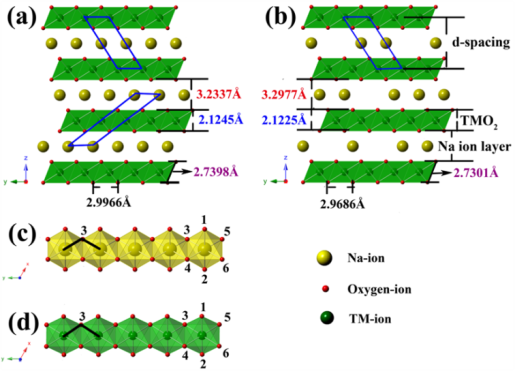 (a)
(b)
d-spacing
3.2337Å
3.2977Å
2.1245Å
2.1225Å
TMO2
Na ion layer
2.7398Å
2.7301Å
2.9966Å
2.9686Å
z
y
z
y
(c)
3
3
1
5
4
2
6
Na-ion
Oxygen-ion
(d)
3
3
1
5
4
2
6
TM-ion